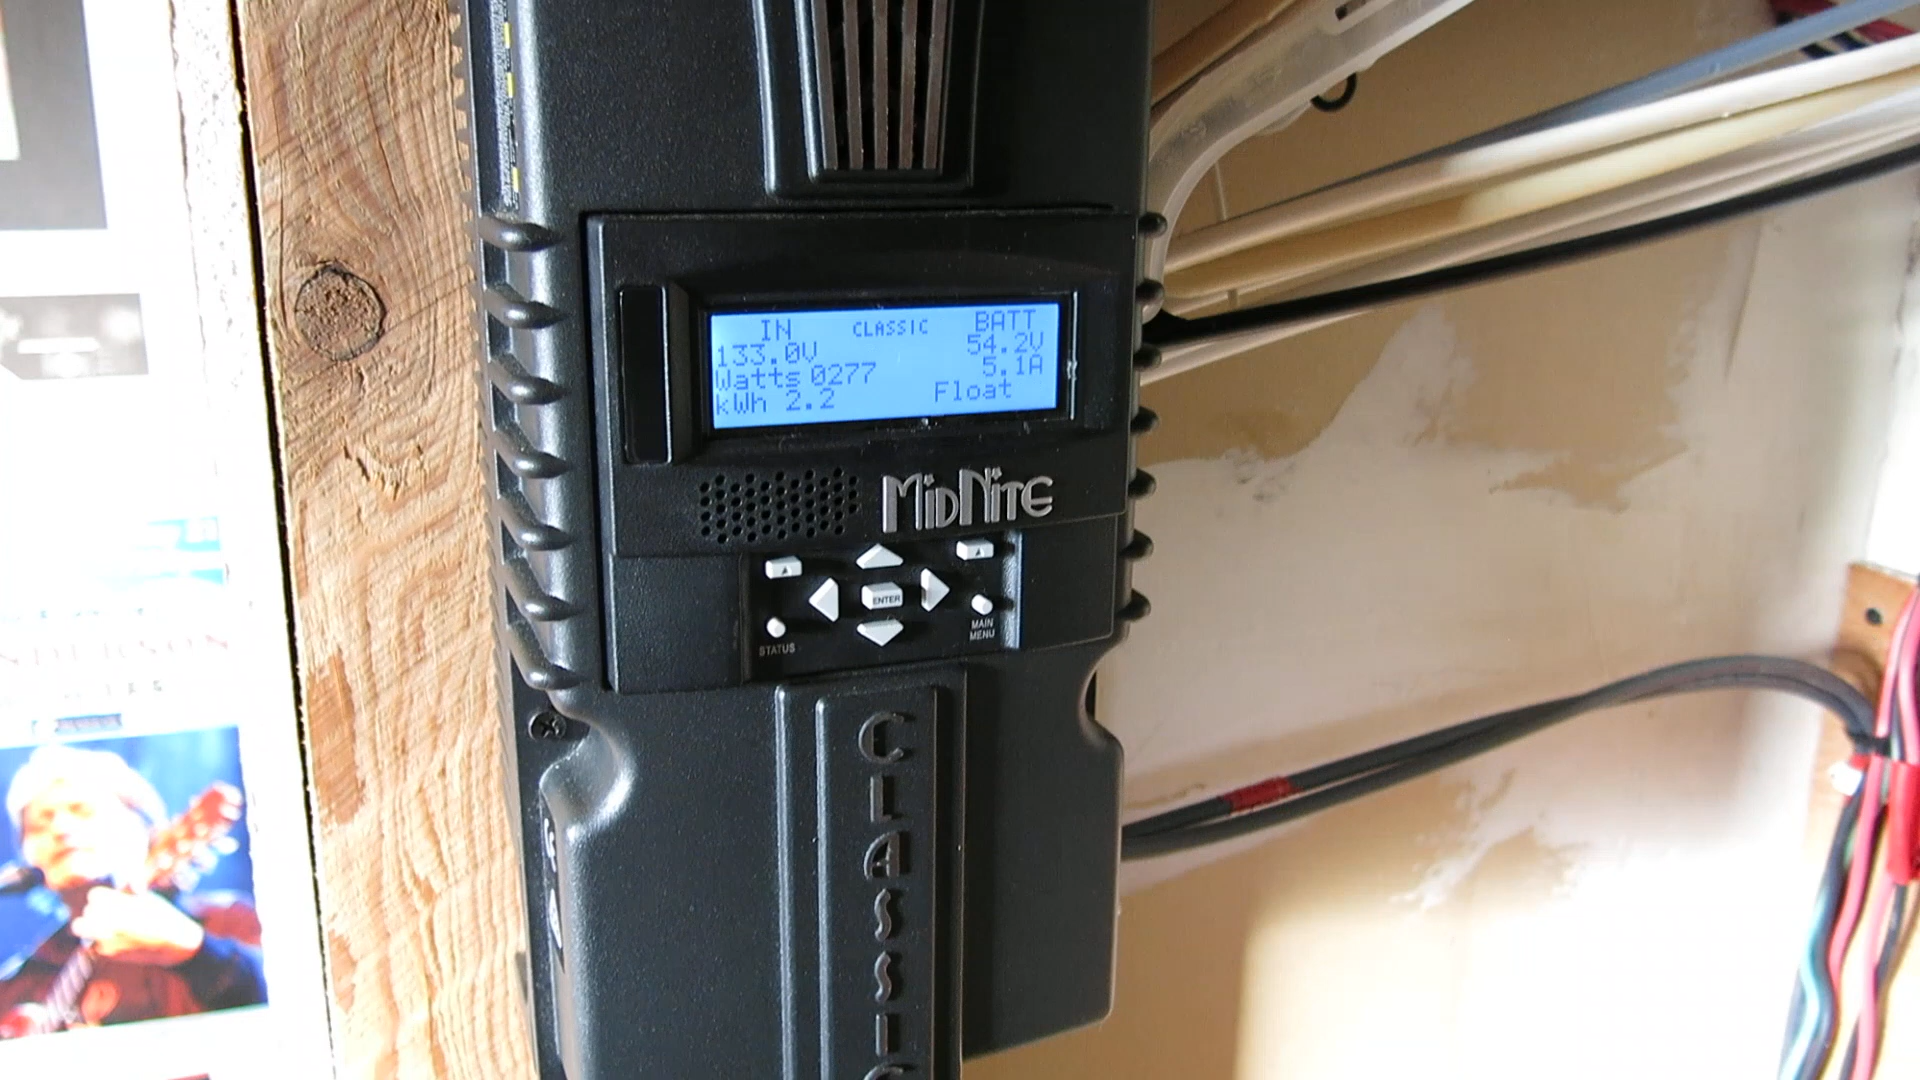 IN CLASSIC BATT
133.0V 54.2V
Watts 0277 5.1A
kWh 2.2 Float
MIDNITE
ENTER
STATUS
MAIN
MENU
CLASSIC